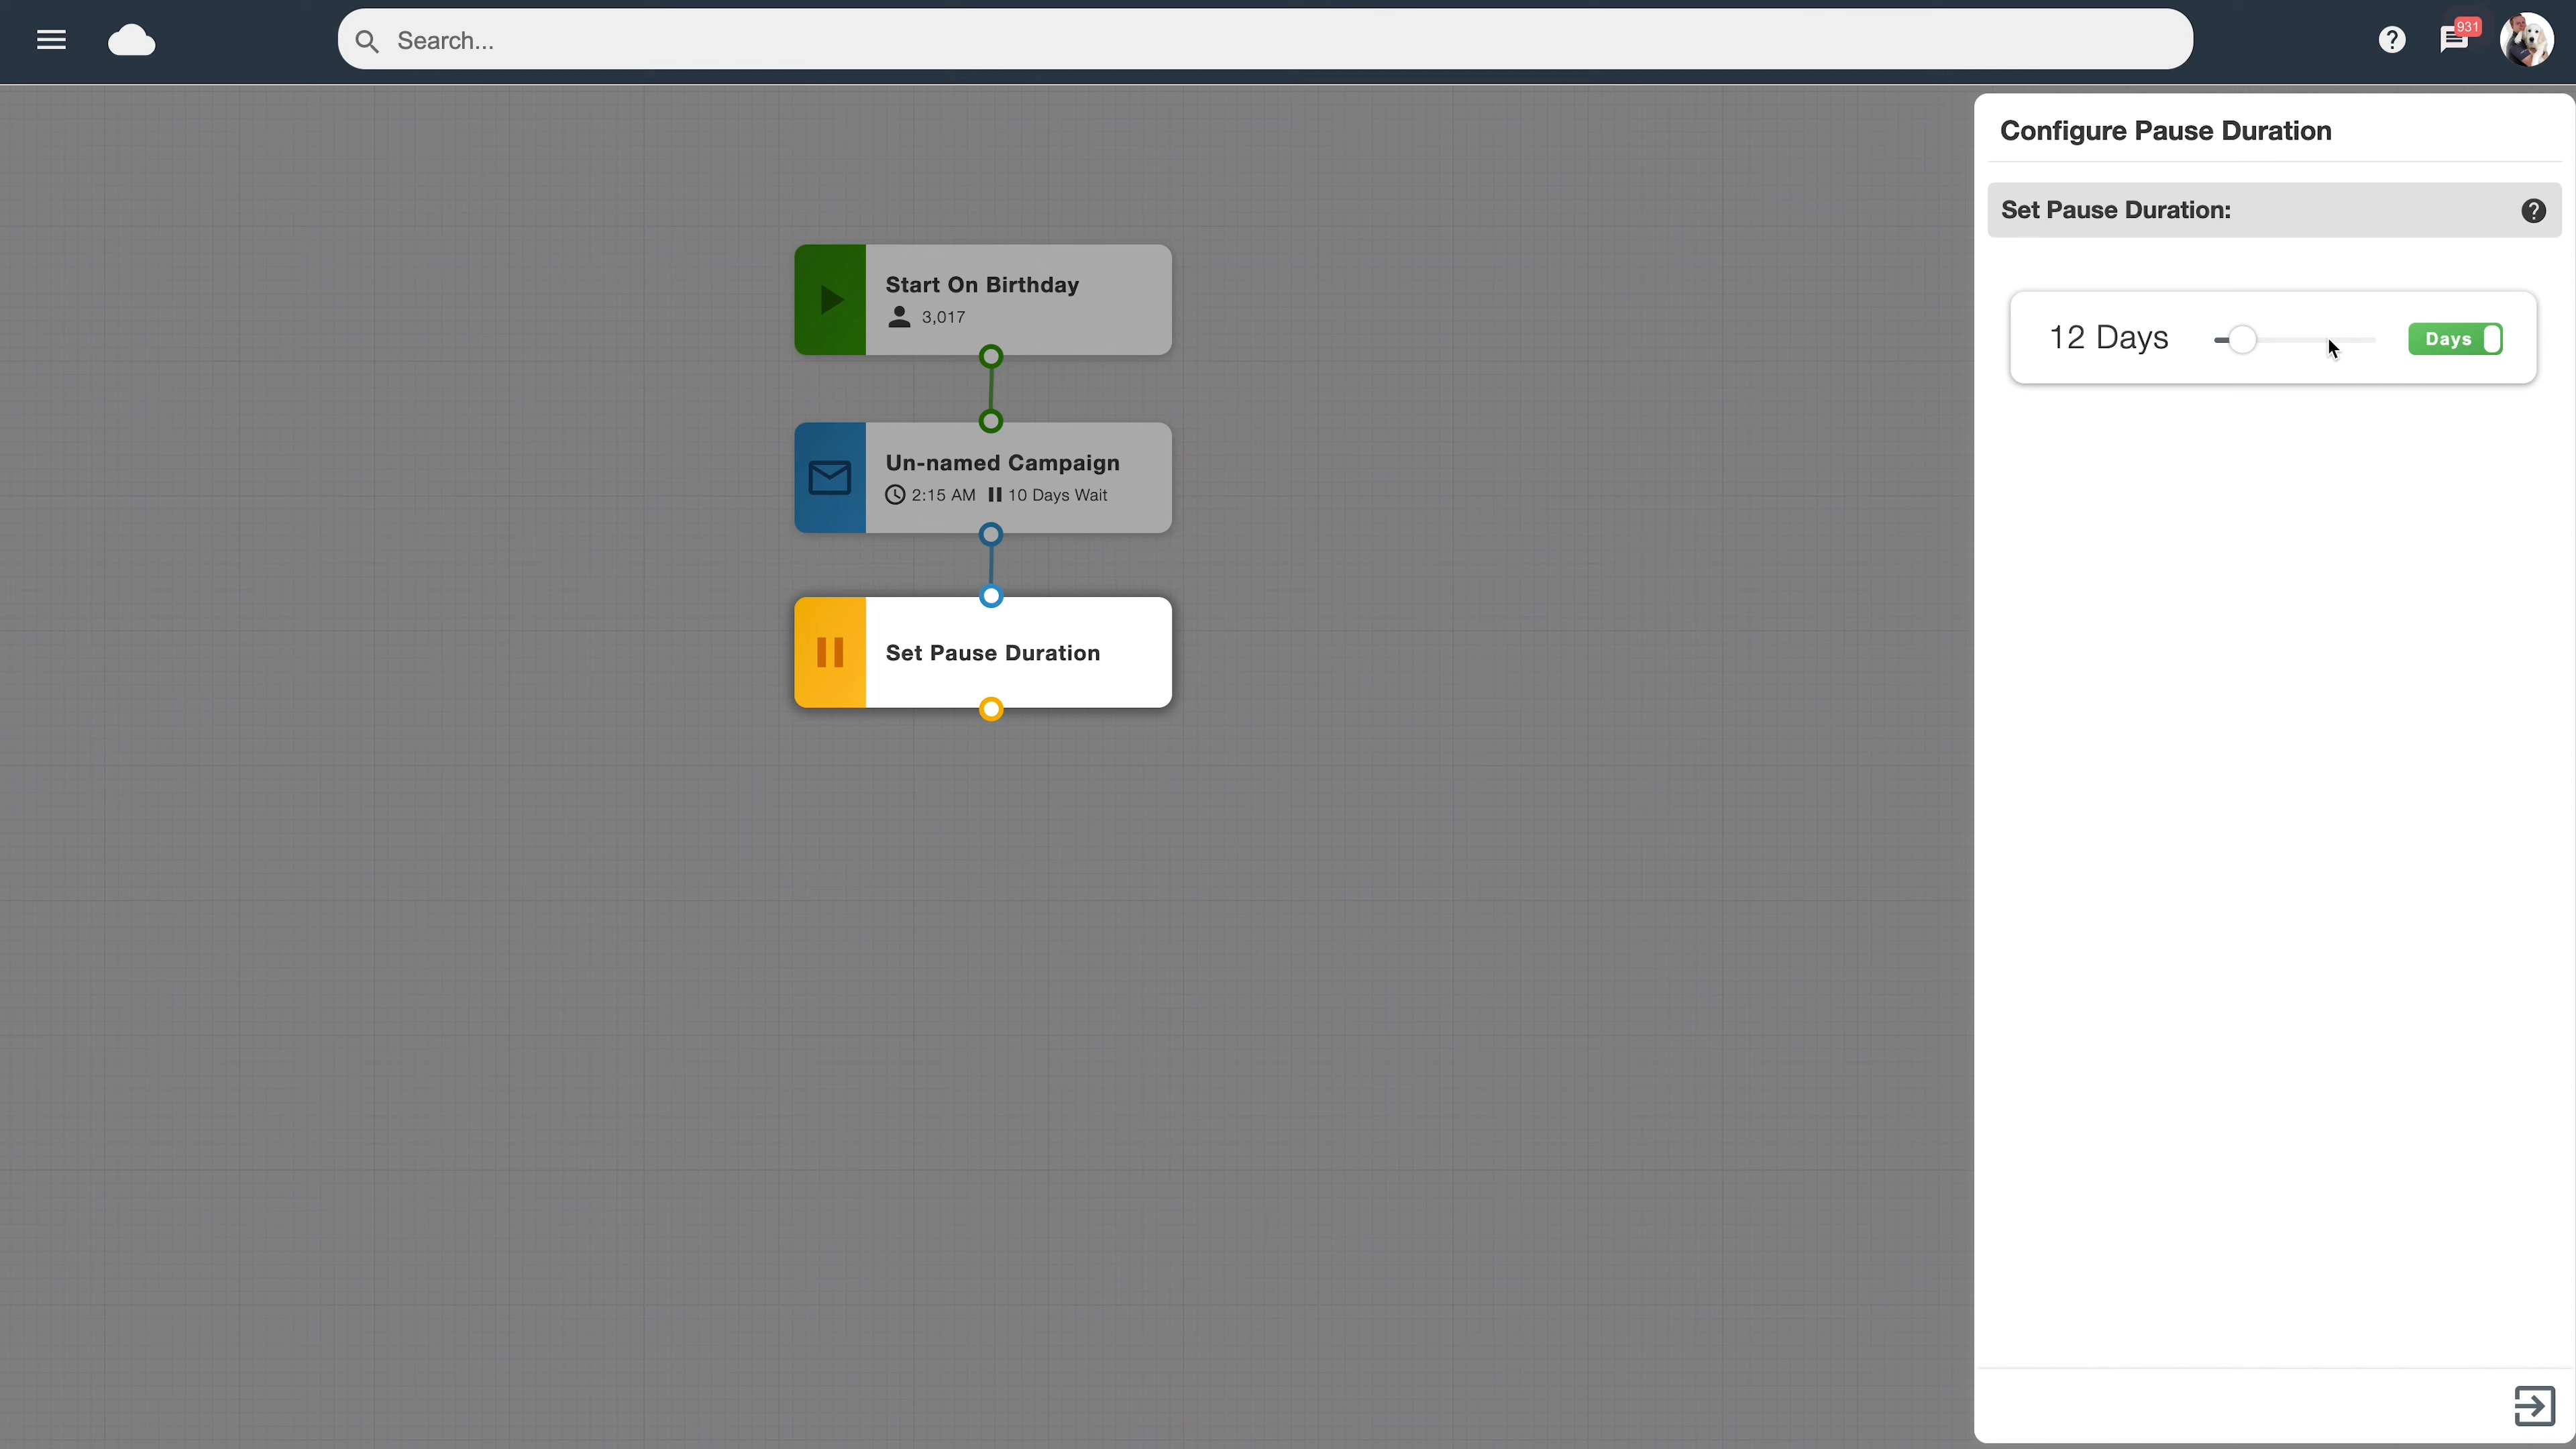 Search...
931
Configure Pause Duration
Set Pause Duration:
12 Days
Days
Start On Birthday
3,017
Un-named Campaign
2:15 AM 10 Days Wait
Set Pause Duration